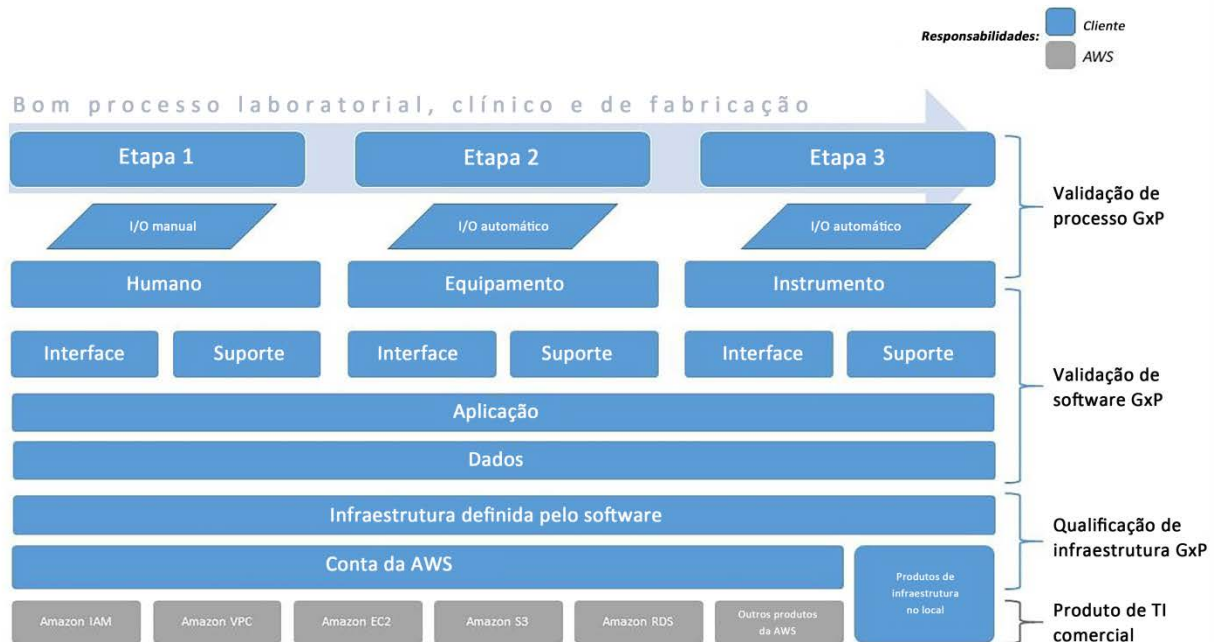 Responsabilidades:
Cliente
AWS
Bom processo laboratorial, clínico e de fabricação
Etapa 1
Etapa 2
Etapa 3
I/O manual
I/O automático
I/O automático
Validação de
processo GxP
Humano
Equipamento
Instrumento
Interface
Suporte
Interface
Suporte
Interface
Suporte
Validação de
software GxP
Aplicação
Dados
Infraestrutura definida pelo software
Qualificação de
infraestrutura GxP
Conta da AWS
Produtos de
infraestrutura
no local
Amazon IAM
Amazon VPC
Amazon EC2
Amazon S3
Amazon RDS
Outros produtos
da AWS
Produto de TI
comercial